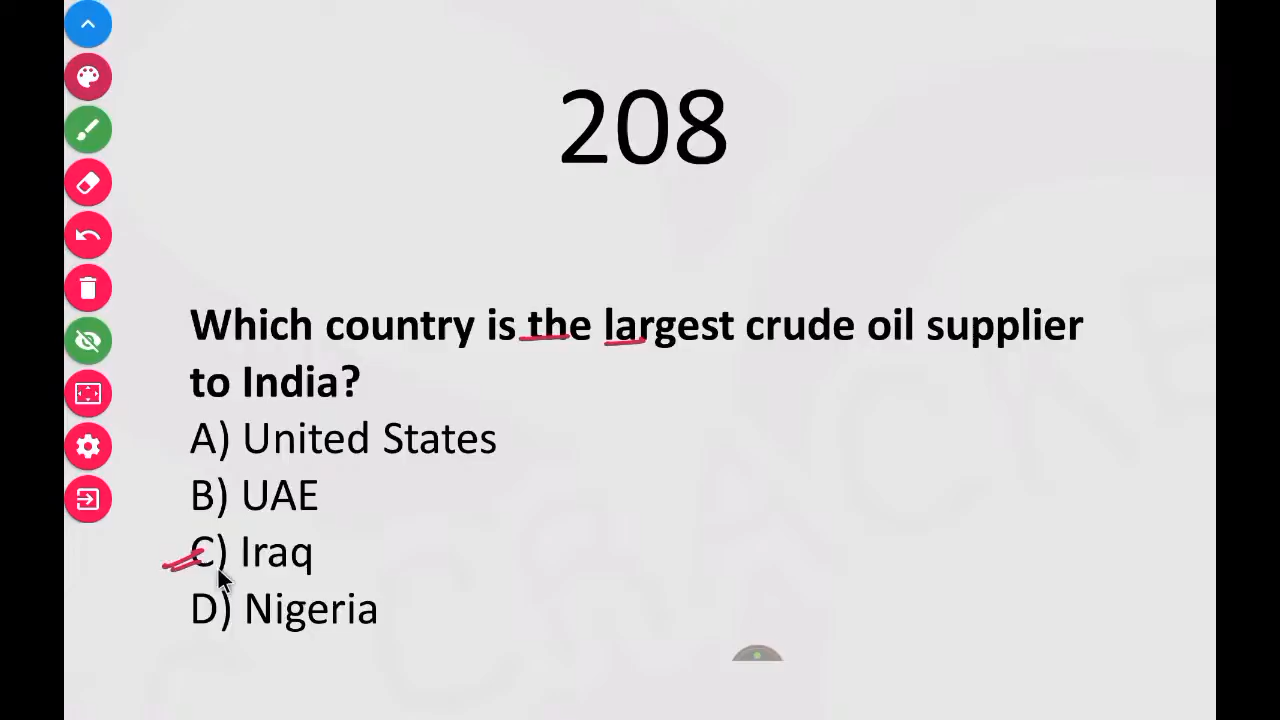 208
Which country is the largest crude oil supplier
to India?
A) United States
B) UAE
C) Iraq
D) Nigeria